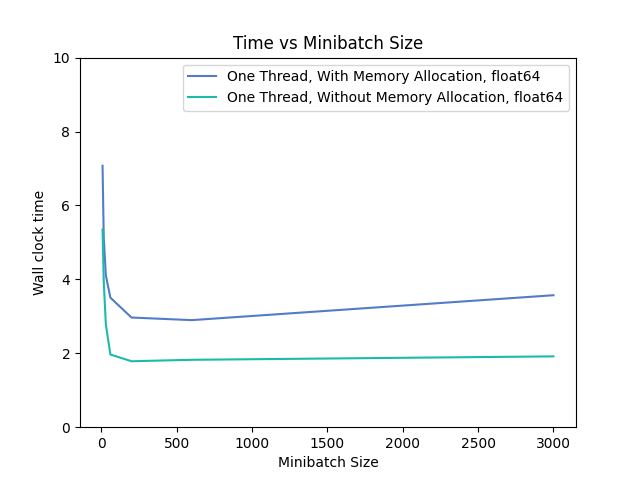 Time vs Minibatch Size
One Thread, With Memory Allocation, float64
One Thread, Without Memory Allocation, float64
Wall clock time
10
8
6
4
2
0
0 500 1000 1500 2000 2500 3000
Minibatch Size